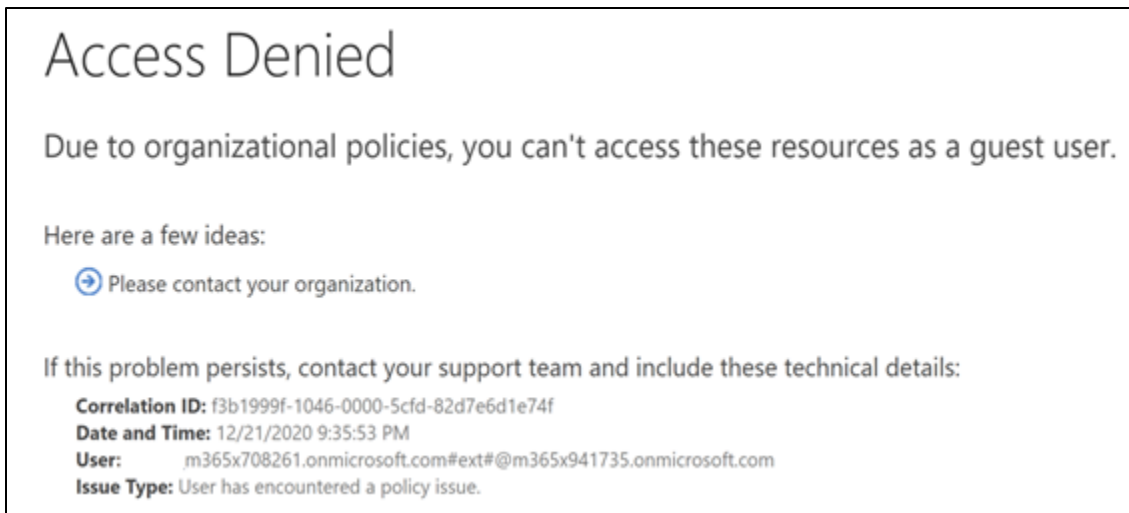 Access Denied
Due to organizational policies, you can't access these resources as a guest user.
Here are a few ideas:
Please contact your organization.
If this problem persists, contact your support team and include these technical details:
Correlation ID: f3b1999f-1046-0000-5cfd-82d7e6d1e74f
Date and Time: 12/21/2020 9:35:53 PM
User: _m365x708261.onmicrosoft.com#ext#@m365x941735.onmicrosoft.com
Issue Type: User has encountered a policy issue.